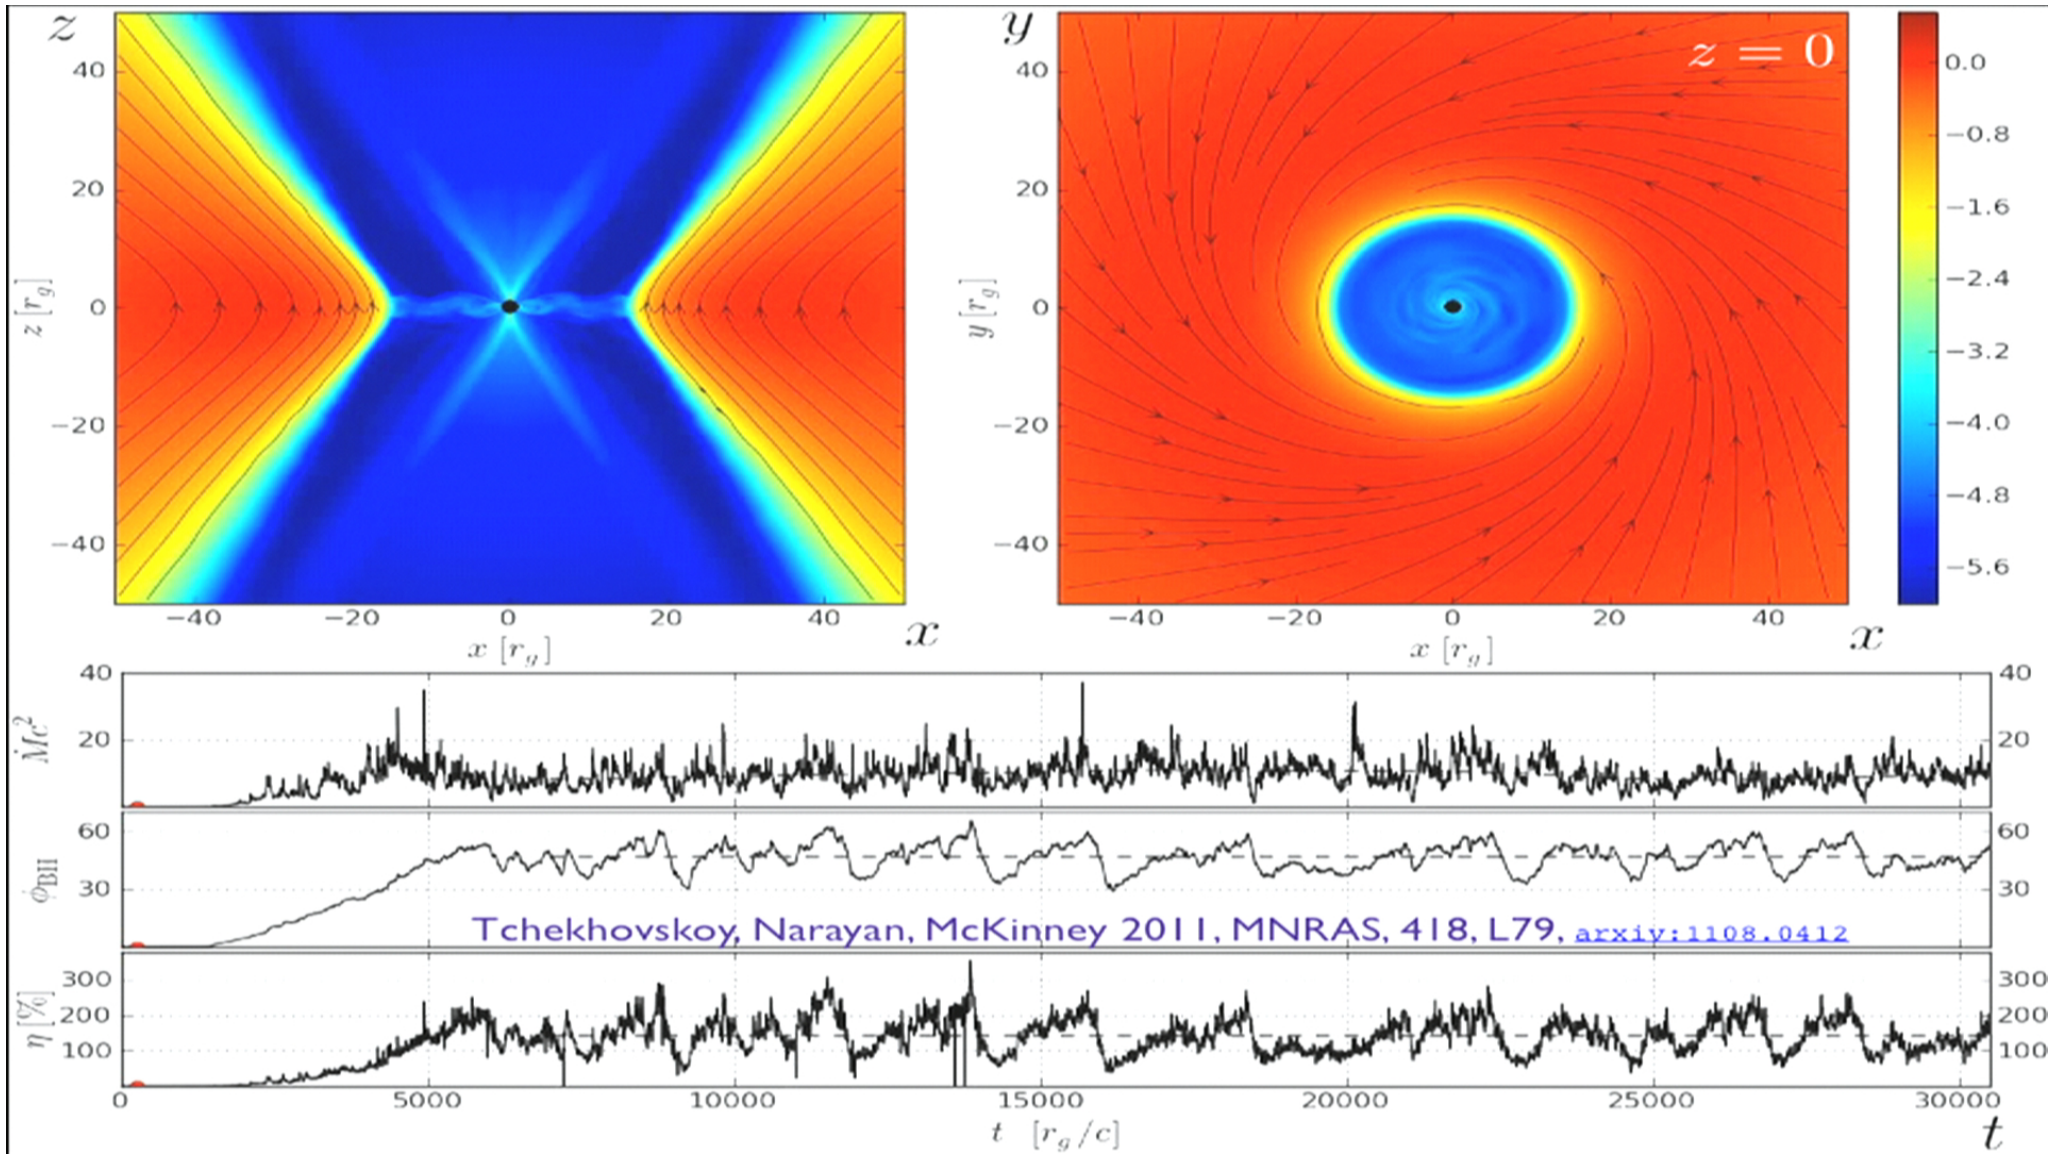 z
40
20
0
−20
−40
z [r_g]
−40 −20 0 20 40
x
x [r_g]
y
z = 0
40
20
0
−20
−40
y [r_g]
−40 −20 0 20 40
x
x [r_g]
0.0
−0.8
−1.6
−2.4
−3.2
−4.0
−4.8
−5.6
40 40
20 20
Ṁc²
60 60
30 30
ϕ_BH
Tchekhovskoy, Narayan, McKinney 2011, MNRAS, 418, L79, arxiv:1108.0412
300 300
200 200
100 100
η [%]
0 5000 10000 15000 20000 25000 30000
t [r_g/c]
t